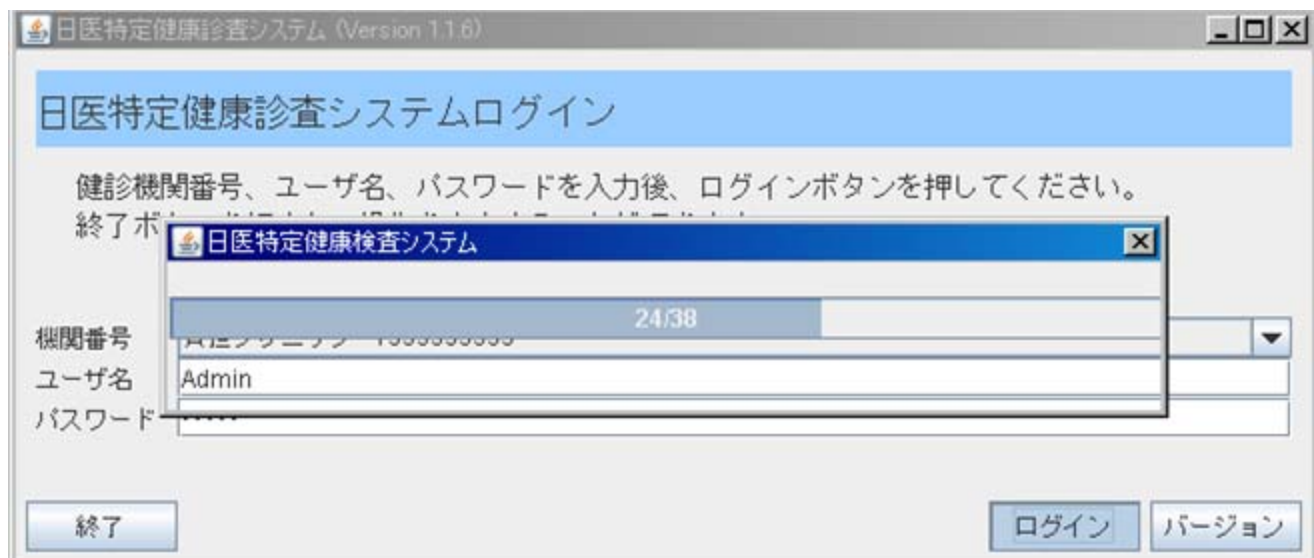 日医特定健康診査システム (Version 1.1.6)
日医特定健康診査システムログイン
健診機関番号、ユーザ名、パスワードを入力後、ログインボタンを押してください。
終了ボ
日医特定健康検査システム
24/38
機関番号
ユーザ名 Admin
パスワード
終了 ログイン バージョン